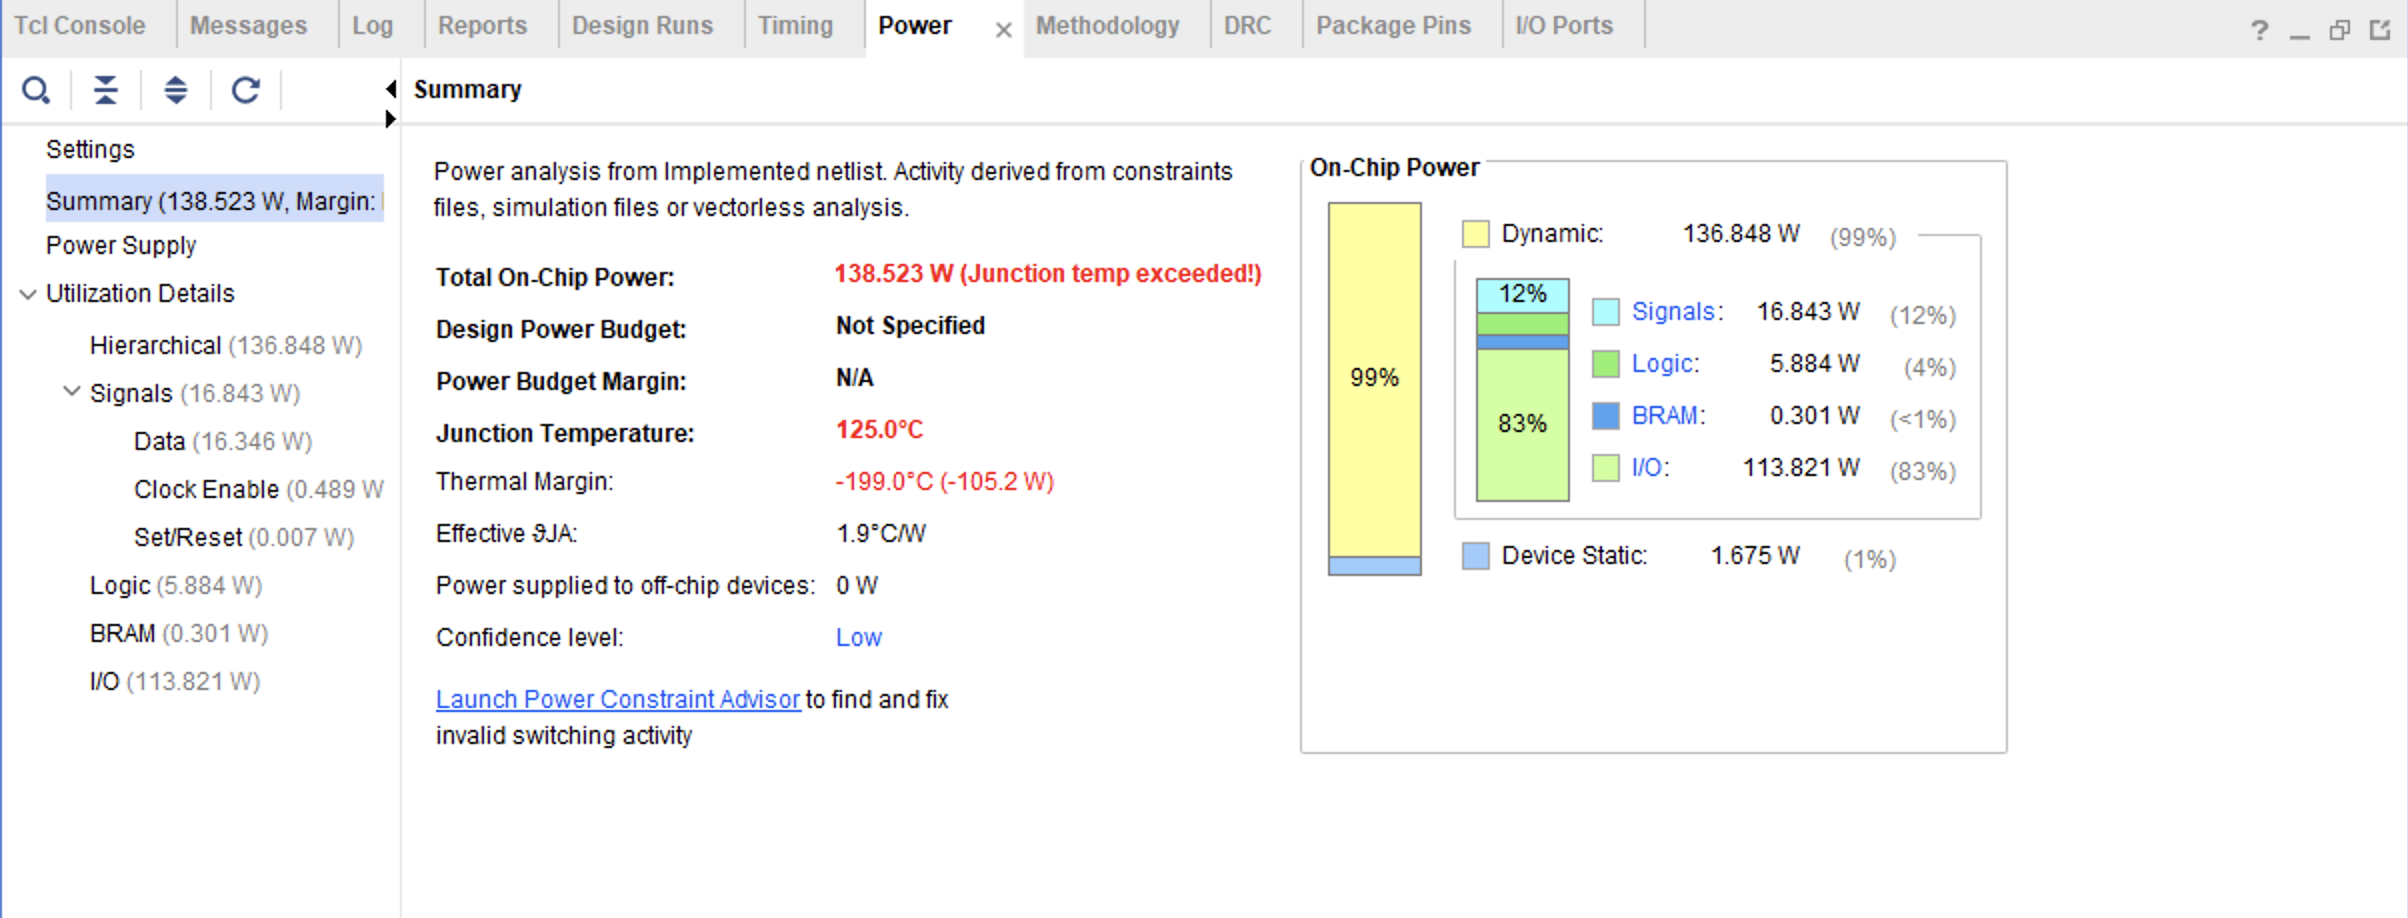 Tcl Console Messages Log Reports Design Runs Timing Power Methodology DRC Package Pins I/O Ports
Summary
Settings
Summary (138.523 W, Margin:
Power Supply
Utilization Details
Hierarchical (136.848 W)
Signals (16.843 W)
Data (16.346 W)
Clock Enable (0.489 W
Set/Reset (0.007 W)
Logic (5.884 W)
BRAM (0.301 W)
I/O (113.821 W)
Power analysis from Implemented netlist. Activity derived from constraints
files, simulation files or vectorless analysis.
Total On-Chip Power: 138.523 W (Junction temp exceeded!)
Design Power Budget: Not Specified
Power Budget Margin: N/A
Junction Temperature: 125.0°C
Thermal Margin: -199.0°C (-105.2 W)
Effective ϑJA: 1.9°C/W
Power supplied to off-chip devices: 0 W
Confidence level: Low
Launch Power Constraint Advisor to find and fix
invalid switching activity
On-Chip Power
99%
Dynamic: 136.848 W (99%)
12%
83%
Signals: 16.843 W (12%)
Logic: 5.884 W (4%)
BRAM: 0.301 W (<1%)
I/O: 113.821 W (83%)
Device Static: 1.675 W (1%)